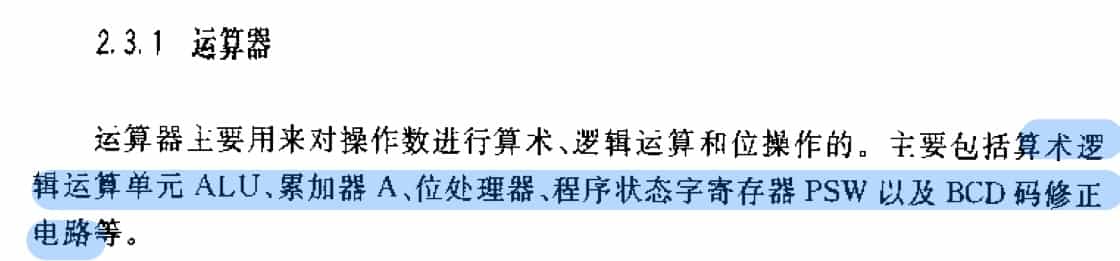 2.3.1 运算器
运算器主要用来对操作数进行算术、逻辑运算和位操作的。主要包括算术逻
辑运算单元 ALU、累加器 A、位处理器、程序状态字寄存器 PSW 以及 BCD 码修正
电路等。